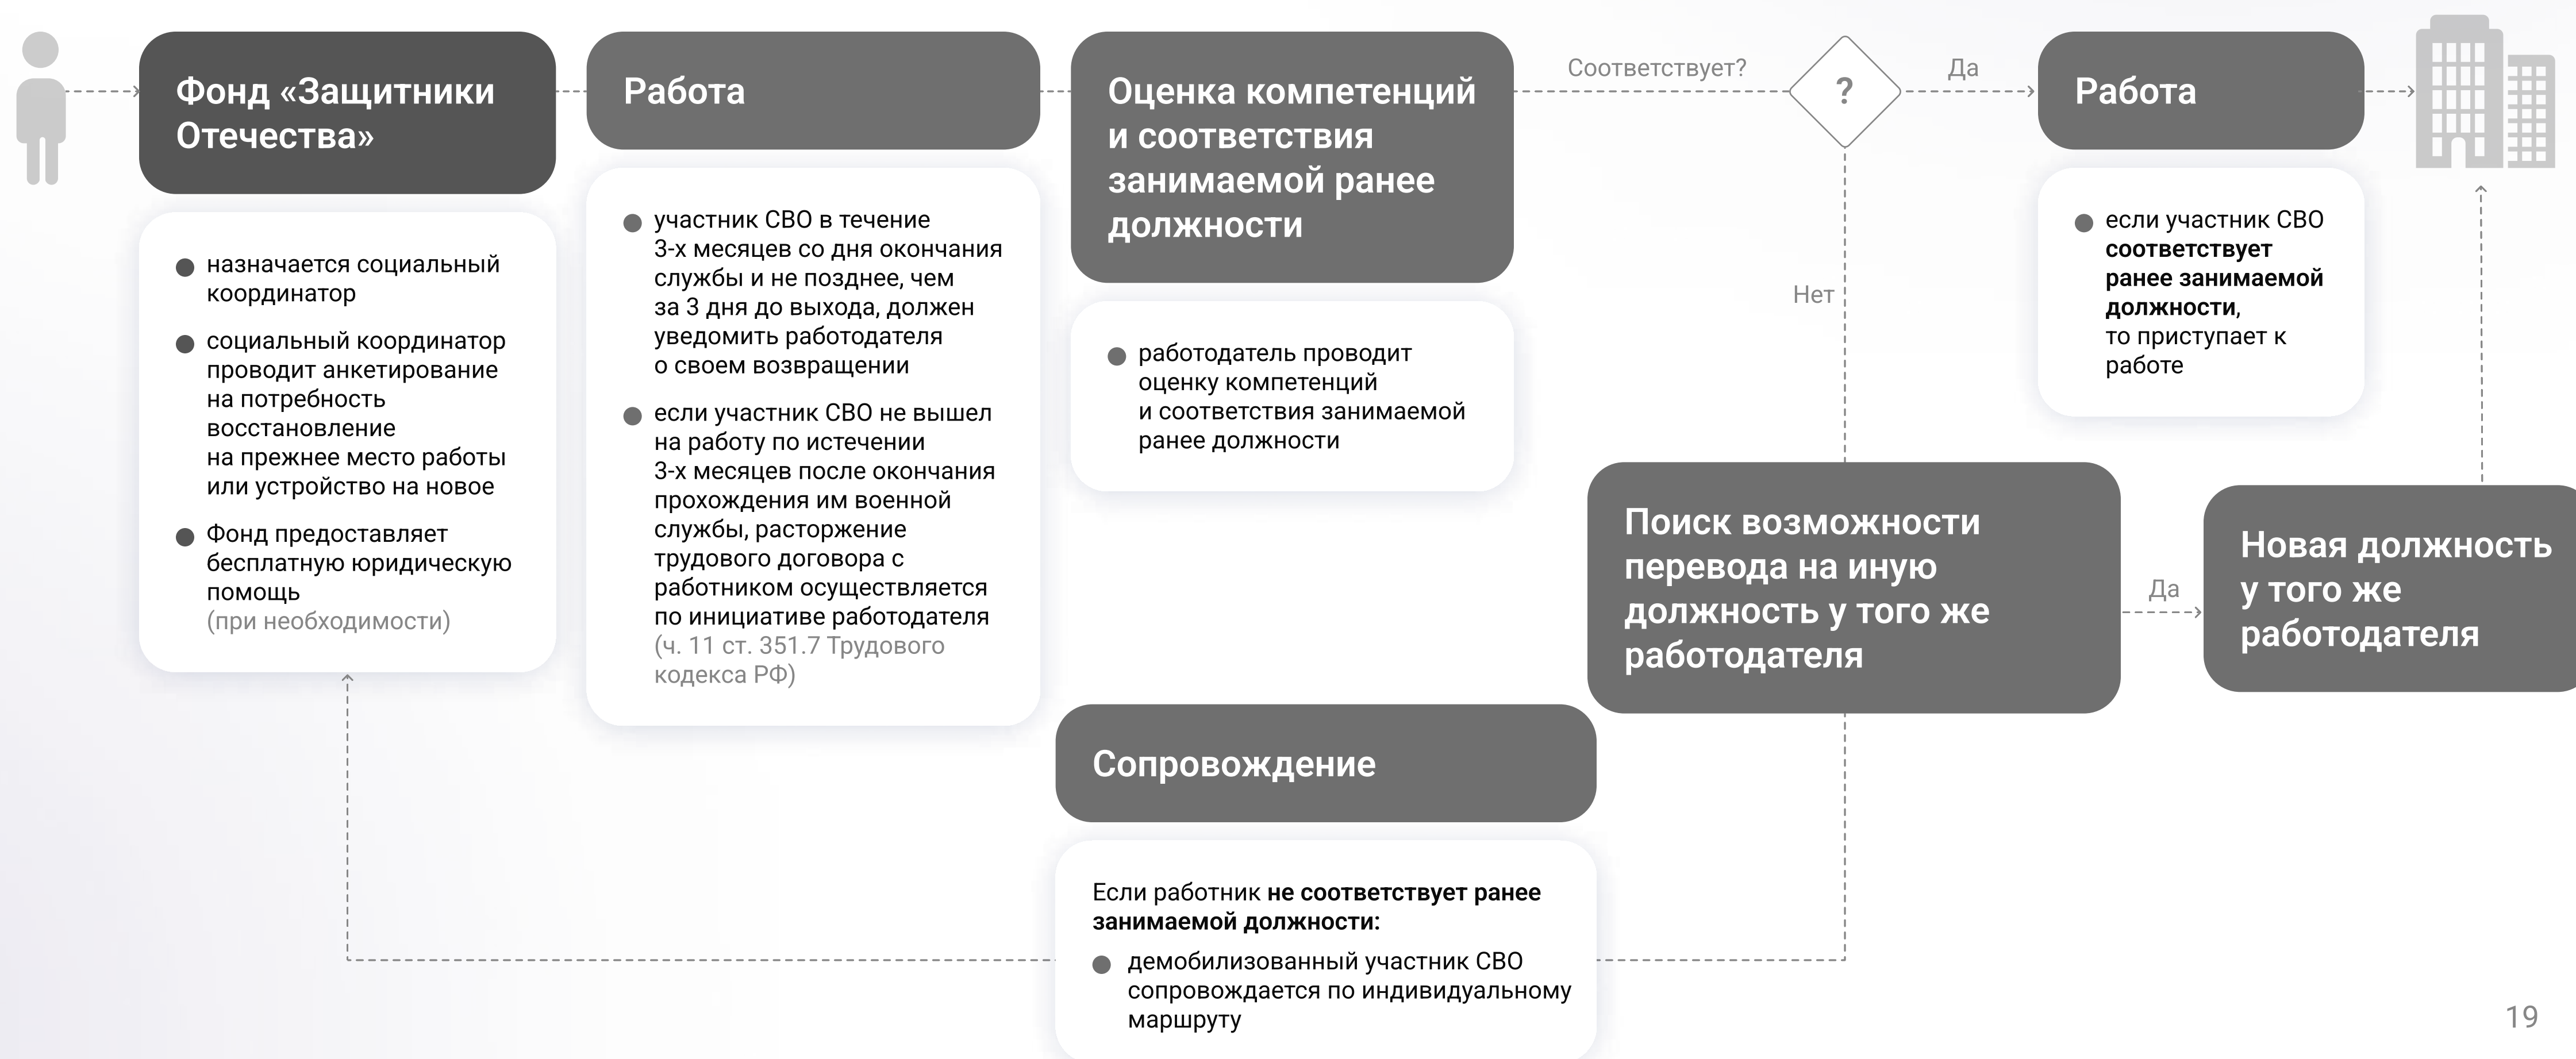 Фонд «Защитники
Отечества»
назначается социальный
координатор
социальный координатор
проводит анкетирование
на потребность
восстановление
на прежнее место работы
или устройство на новое
Фонд предоставляет
бесплатную юридическую
помощь
(при необходимости)
Работа
участник СВО в течение
3-х месяцев со дня окончания
службы и не позднее, чем
за 3 дня до выхода, должен
уведомить работодателя
о своем возвращении
если участник СВО не вышел
на работу по истечении
3-х месяцев после окончания
прохождения им военной
службы, расторжение
трудового договора с
работником осуществляется
по инициативе работодателя
(ч. 11 ст. 351.7 Трудового
кодекса РФ)
Оценка компетенций
и соответствия
занимаемой ранее
должности
работодатель проводит
оценку компетенций
и соответствия занимаемой
ранее должности
Соответствует?
?
Да
Нет
Работа
если участник СВО
соответствует
ранее занимаемой
должности,
то приступает к
работе
Поиск возможности
перевода на иную
должность у того же
работодателя
Да
Новая должность
у того же
работодателя
Сопровождение
Если работник не соответствует ранее
занимаемой должности:
демобилизованный участник СВО
сопровождается по индивидуальному
маршруту
19